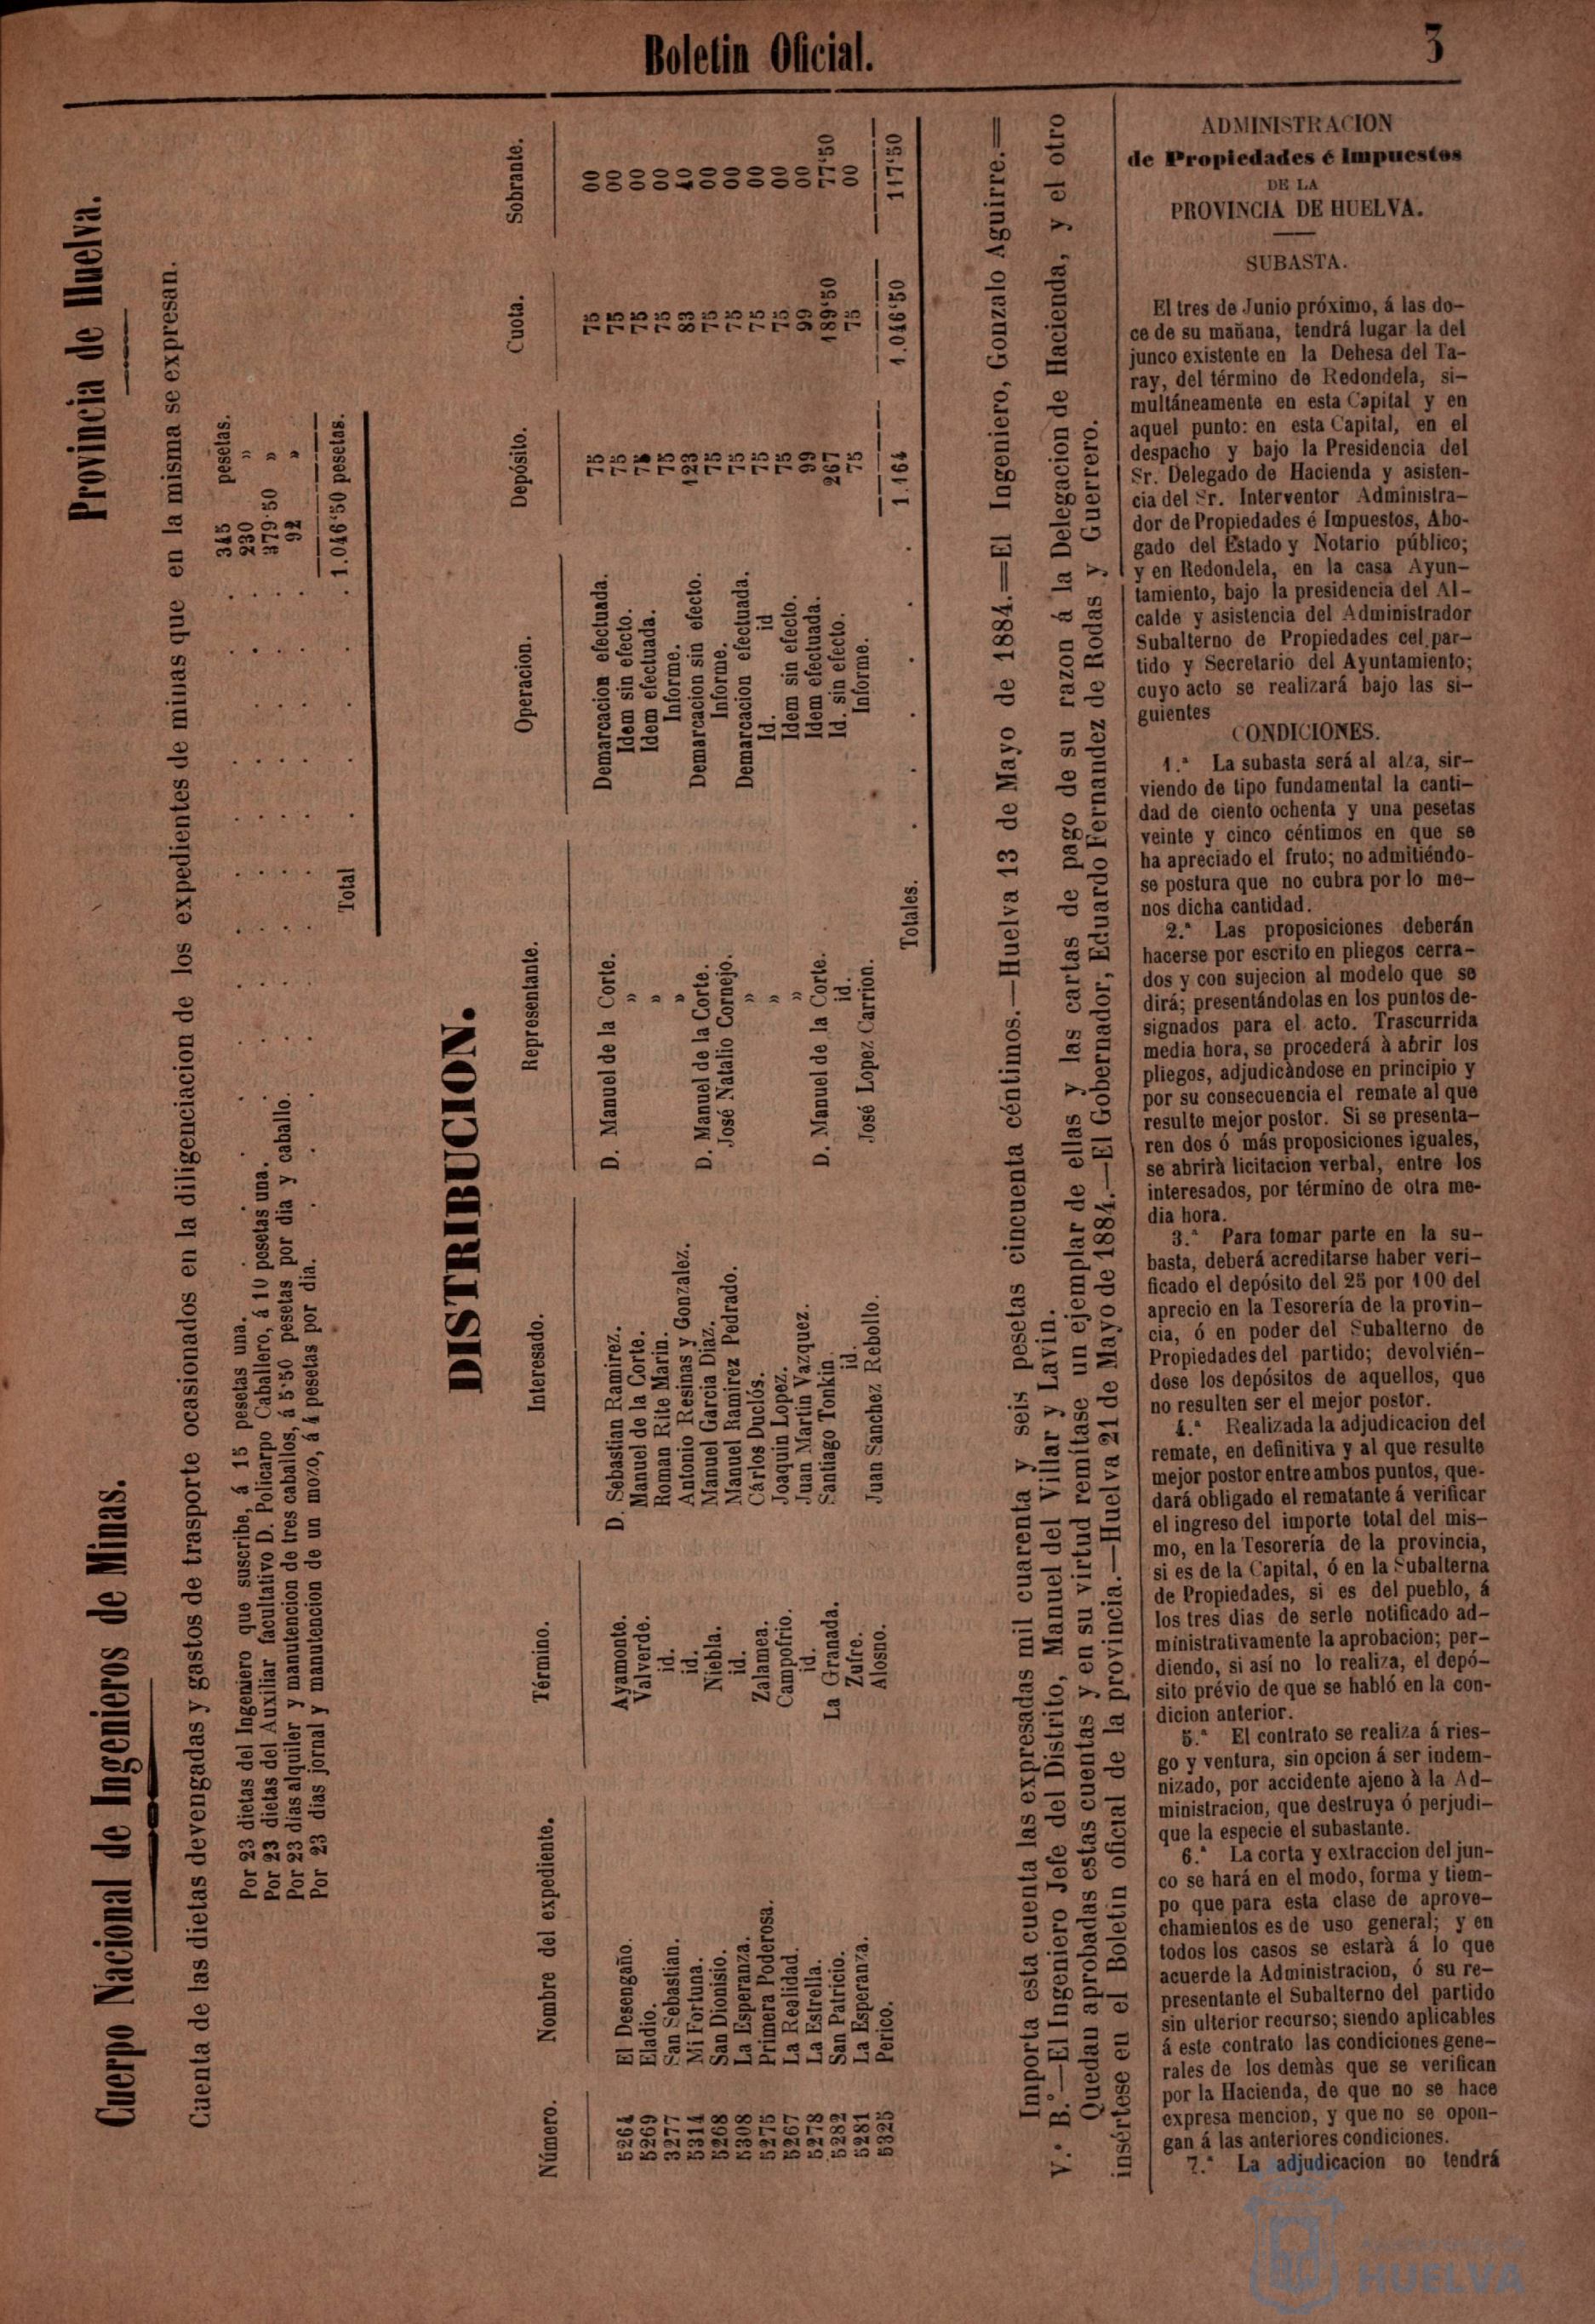 Boletin Oficial.
3
Cuerpo Nacional de Ingenieros de Minas.
Provincia de Huelva.
Cuenta de las dietas devengadas y gastos de trasporte ocasionados en la diligenciacion de los expedientes de minas que en la misma se expresan.
Por 23 dietas del Ingeniero que suscribe, á 15 pesetas una. . . . . . . . 345 pesetas.
Por 23 dietas del Auxiliar facultativo D. Policarpo Caballero, á 10 pesetas una. . . . . . . . 230 »
Por 23 dias alquiler y manutencion de tres caballos, á 5'50 pesetas por dia y caballo. . . . . . . . 379·50 »
Por 23 dias jornal y manutencion de un mozo, á 4 pesetas por dia. . . . . . . . 92 »
Total . . . . 1.046'50 pesetas.
DISTRIBUCION.
Número. Nombre del expediente. Término. Interesado. Representante. Operacion. Depósito. Cuota. Sobrante.
5264 El Desengaño. Ayamonte. D. Sebastian Ramirez. D. Manuel de la Corte. Demarcacion efectuada. 75 75 00
5269 Eladio. Valverde. Manuel de la Corte. » Idem sin efecto. 75 75 00
3277 San Sebastian. id. Roman Rite Marin. » Idem efectuada. 75 75 00
5314 Mi Fortuna. id. Antonio Resinas y Gonzalez. » Informe. 75 75 00
5268 San Dionisio. Niebla. Manuel Garcia Diaz. D. Manuel de la Corte. Demarcacion sin efecto. 123 83 40
5308 La Esperanza. id. Manuel Ramirez Pedrado. José Natalio Cornejo. Informe. 75 75 00
5275 Primera Poderosa. Zalamea. Cárlos Duclós. » Demarcacion efectuada. 75 75 00
5267 La Realidad. Campofrio. Joaquin Lopez. » Id. id 75 75 00
5278 La Estrella. id. Juan Martin Vazquez. » Idem sin efecto. 75 75 00
5282 San Patricio. La Granada. Santiago Tonkin. D. Manuel de la Corte. Idem efectuada. 99 99 00
5281 La Esperanza. Zufre. id. id. Id. sin efecto. 267 189'50 77'50
5325 Perico. Alosno. Juan Sanchez Rebollo. José Lopez Carrion. Informe. 75 75 00
Totales. . . . . 1.164 1.046'50 117'50
Importa esta cuenta las expresadas mil cuarenta y seis pesetas cincuenta céntimos.—Huelva 13 de Mayo de 1884.=El Ingeniero, Gonzalo Aguirre.=
V.° B.°—El Ingeniero Jefe del Distrito, Manuel del Villar y Lavin.
Quedan aprobadas estas cuentas y en su virtud remítase un ejemplar de ellas y las cartas de pago de su razon á la Delegacion de Hacienda, y el otro
insértese en el Boletin oficial de la provincia.—Huelva 21 de Mayo de 1884.—El Gobernador, Eduardo Fernandez de Rodas y Guerrero.
ADMINISTRACION
de Propiedades é Impuestos
DE LA
PROVINCIA DE HUELVA.
SUBASTA.
El tres de Junio próximo, á las do-
ce de su mañana, tendrá lugar la del
junco existente en la Dehesa del Ta-
ray, del término de Redondela, si-
multáneamente en esta Capital y en
aquel punto: en esta Capital, en el
despacho y bajo la Presidencia del
Sr. Delegado de Hacienda y asisten-
cia del Sr. Interventor Administra-
dor de Propiedades é Impuestos, Abo-
gado del Estado y Notario público;
y en Redondela, en la casa Ayun-
tamiento, bajo la presidencia del Al-
calde y asistencia del Administrador
Subalterno de Propiedades cel par-
tido y Secretario del Ayuntamiento;
cuyo acto se realizará bajo las si-
guientes
CONDICIONES.
1.ª La subasta será al alza, sir-
viendo de tipo fundamental la canti-
dad de ciento ochenta y una pesetas
veinte y cinco céntimos en que se
ha apreciado el fruto; no admitiéndo-
se postura que no cubra por lo me-
nos dicha cantidad.
2.ª Las proposiciones deberán
hacerse por escrito en pliegos cerra-
dos y con sujecion al modelo que se
dirá; presentándolas en los puntos de-
signados para el acto. Trascurrida
media hora, se procederá à abrir los
pliegos, adjudicàndose en principio y
por su consecuencia el remate al que
resulte mejor postor. Si se presenta-
ren dos ó más proposiciones iguales,
se abrirà licitacion verbal, entre los
interesados, por término de otra me-
dia hora.
3.ª Para tomar parte en la su-
basta, deberá acreditarse haber veri-
ficado el depósito del 25 por 100 del
aprecio en la Tesorería de la provin-
cia, ó en poder del Subalterno de
Propiedades del partido; devolvién-
dose los depósitos de aquellos, que
no resulten ser el mejor postor.
4.ª Realizada la adjudicacion del
remate, en definitiva y al que resulte
mejor postor entre ambos puntos, que-
dará obligado el rematante á verificar
el ingreso del importe total del mis-
mo, en la Tesorería de la provincia,
si es de la Capital, ó en la Subalterna
de Propiedades, si es del pueblo, á
los tres dias de serle notificado ad-
ministrativamente la aprobacion; per-
diendo, si así no lo realiza, el depó-
sito prévio de que se habló en la con-
dicion anterior.
5.ª El contrato se realiza á ries-
go y ventura, sin opcion á ser indem-
nizado, por accidente ajeno à la Ad-
ministracion, que destruya ó perjudi-
que la especie el subastante.
6.ª La corta y extraccion del jun-
co se hará en el modo, forma y tiem-
po que para esta clase de aprove-
chamientos es de uso general; y en
todos los casos se estarà á lo que
acuerde la Administracion, ó su re-
presentante el Subalterno del partido
sin ulterior recurso; siendo aplicables
á este contrato las condiciones gene-
rales de los demàs que se verifican
por la Hacienda, de que no se hace
expresa mencion, y que no se opon-
gan á las anteriores condiciones.
7.ª La adjudicacion no tendrá
HUELVA